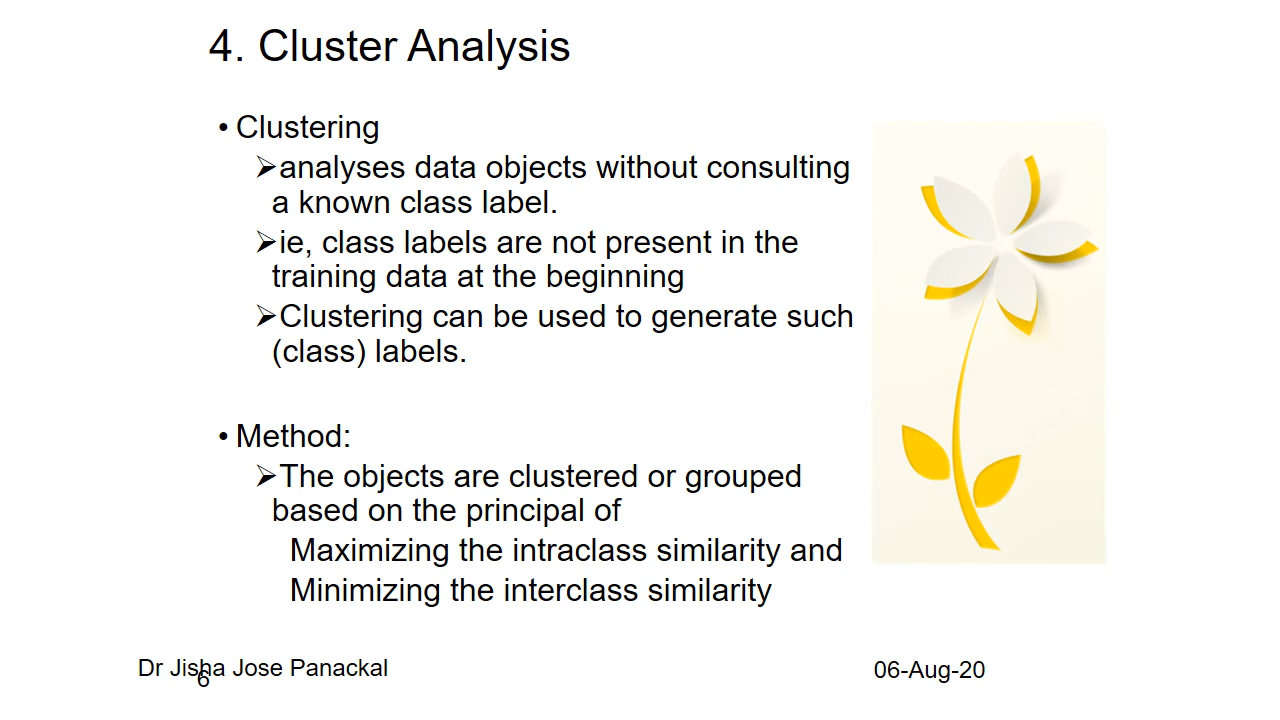 4. Cluster Analysis
• Clustering
➢analyses data objects without consulting
a known class label.
➢ie, class labels are not present in the
training data at the beginning
➢Clustering can be used to generate such
(class) labels.
• Method:
➢The objects are clustered or grouped
based on the principal of
Maximizing the intraclass similarity and
Minimizing the interclass similarity
Dr Jisha Jose Panackal
6
06-Aug-20